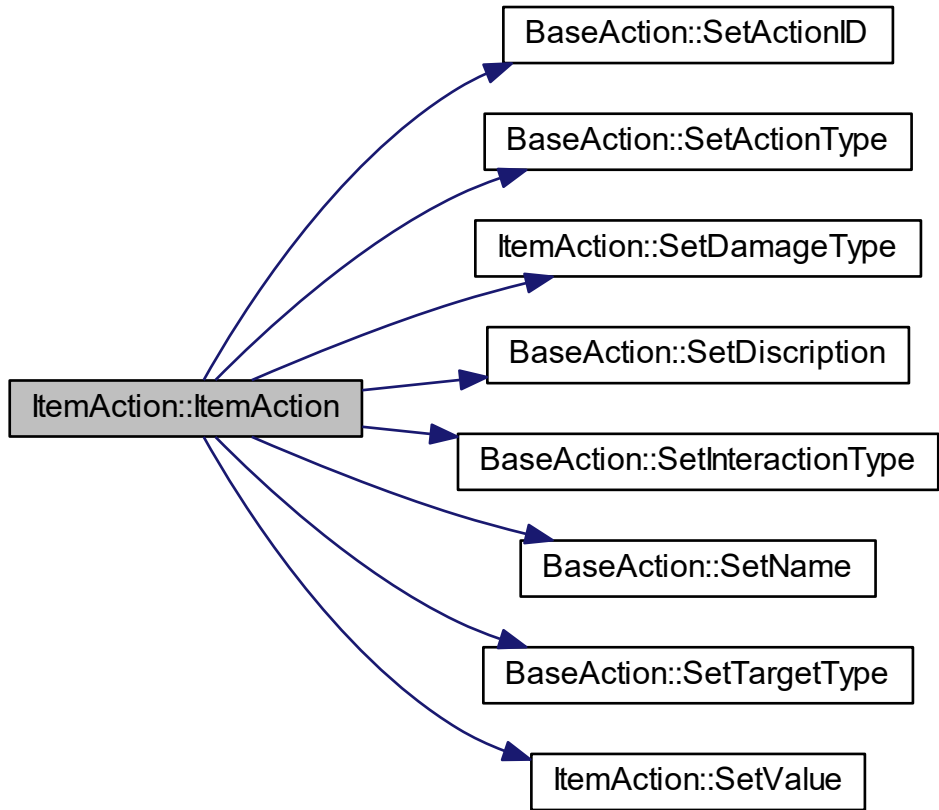 BaseAction::SetActionID
BaseAction::SetActionType
ItemAction::SetDamageType
BaseAction::SetDiscription
ItemAction::ItemAction
BaseAction::SetInteractionType
BaseAction::SetName
BaseAction::SetTargetType
ItemAction::SetValue